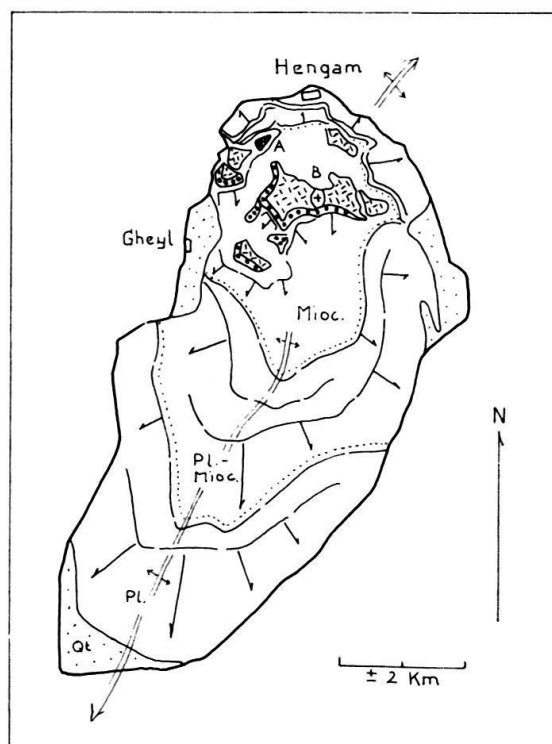 Hengam
A
B
Gheyl
Mioc.
N
Pl.-
Mioc.
Pl.
Qt
± 2 Km